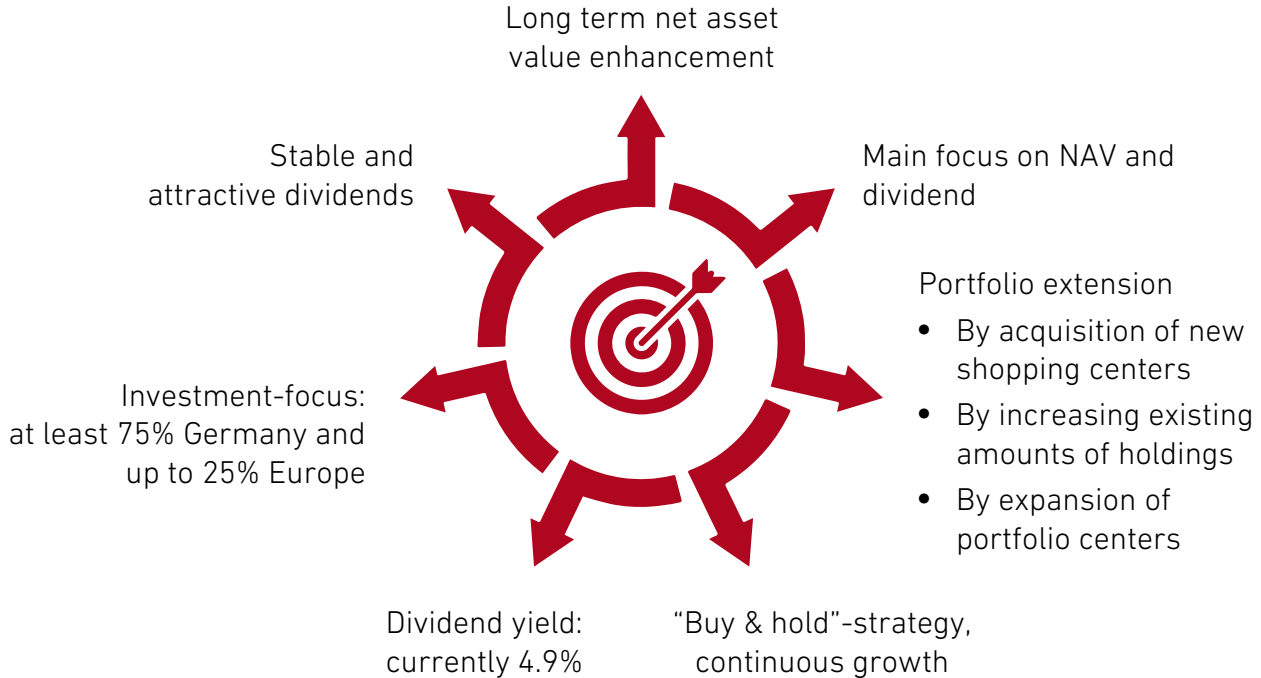 Long term net asset
value enhancement
Main focus on NAV and
dividend
Portfolio extension
• By acquisition of new
shopping centers
• By increasing existing
amounts of holdings
• By expansion of
portfolio centers
“Buy & hold”-strategy,
continuous growth
Dividend yield:
currently 4.9%
Investment-focus:
at least 75% Germany and
up to 25% Europe
Stable and
attractive dividends